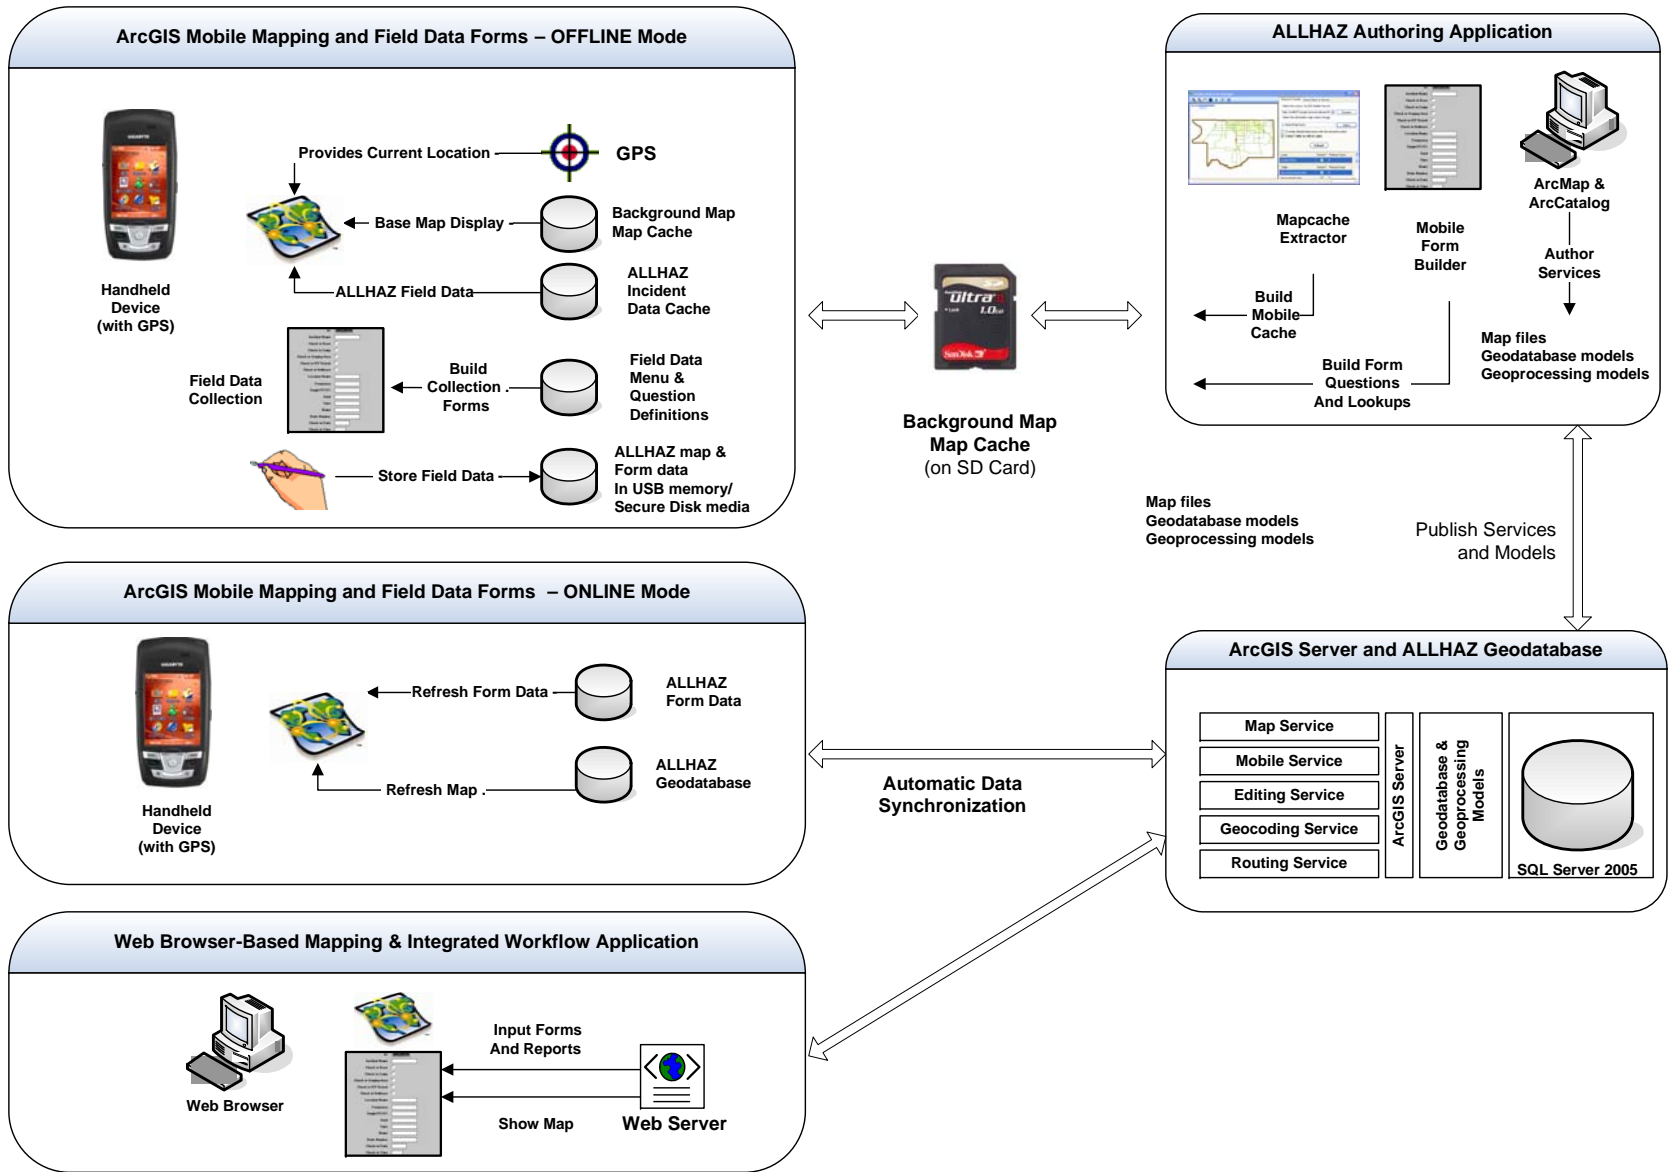 ArcGIS Mobile Mapping and Field Data Forms – OFFLINE Mode
Handheld
Device
(with GPS)
Provides Current Location
GPS
Base Map Display
Background Map
Map Cache
ALLHAZ Field Data
ALLHAZ
Incident
Data Cache
Field Data
Collection
Build
Collection .
Forms
Field Data
Menu &
Question
Definitions
Store Field Data
ALLHAZ map &
Form data
In USB memory/
Secure Disk media
ultra
1.0GB
SanDisk
Background Map
Map Cache
(on SD Card)
ALLHAZ Authoring Application
Mapcache
Extractor
Mobile
Form
Builder
ArcMap &
ArcCatalog
Author
Services
Build
Mobile
Cache
Map files
Geodatabase models
Geoprocessing models
Build Form
Questions
And Lookups
Map files
Geodatabase models
Geoprocessing models
Publish Services
and Models
ArcGIS Mobile Mapping and Field Data Forms – ONLINE Mode
GIGABYTE
Handheld
Device
(with GPS)
Refresh Form Data
ALLHAZ
Form Data
Refresh Map .
ALLHAZ
Geodatabase
Automatic Data
Synchronization
ArcGIS Server and ALLHAZ Geodatabase
Map Service
Mobile Service
Editing Service
Geocoding Service
Routing Service
ArcGIS Server
Geodatabase &
Geoprocessing
Models
SQL Server 2005
Web Browser-Based Mapping & Integrated Workflow Application
Web Browser
Input Forms
And Reports
Show Map
Web Server